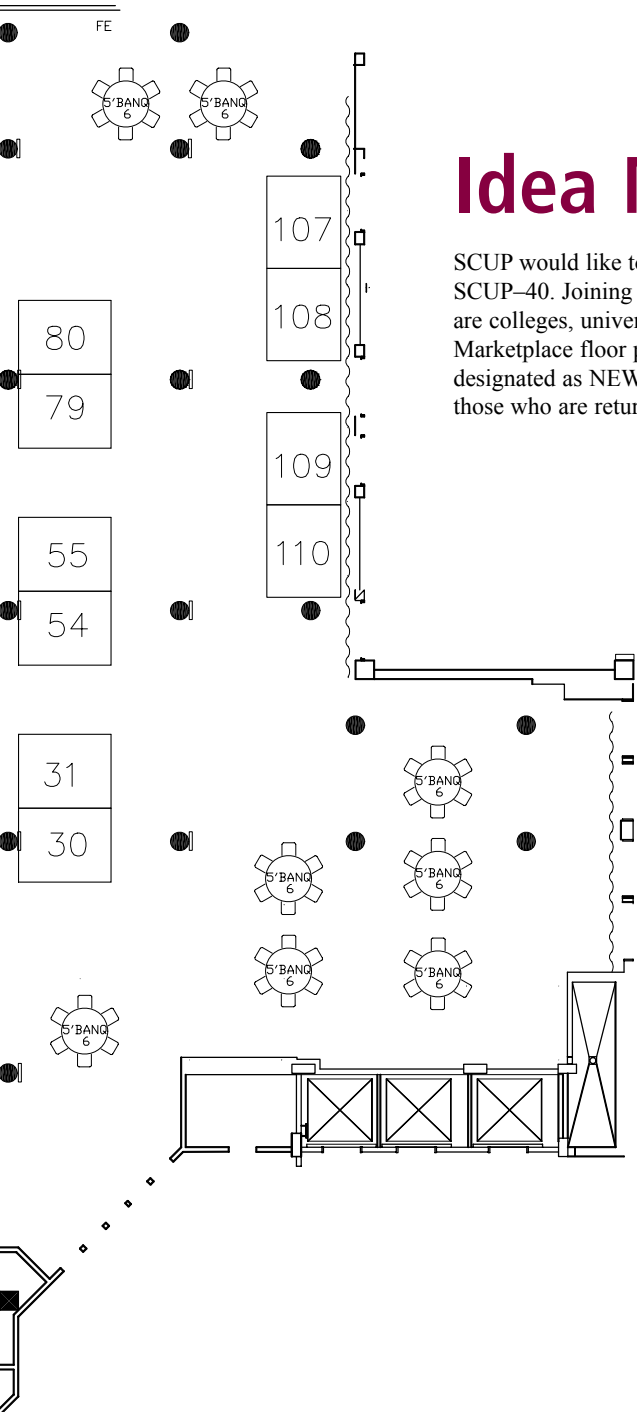 FE
5'BANQ
6
5'BANQ
6
107
108
80
79
109
110
55
54
31
30
5'BANQ
6
5'BANQ
6
5'BANQ
6
5'BANQ
6
5'BANQ
6
5'BANQ
6
Idea
SCUP would like to
SCUP–40. Joining
are colleges, univer
Marketplace floor p
designated as NEW
those who are retur